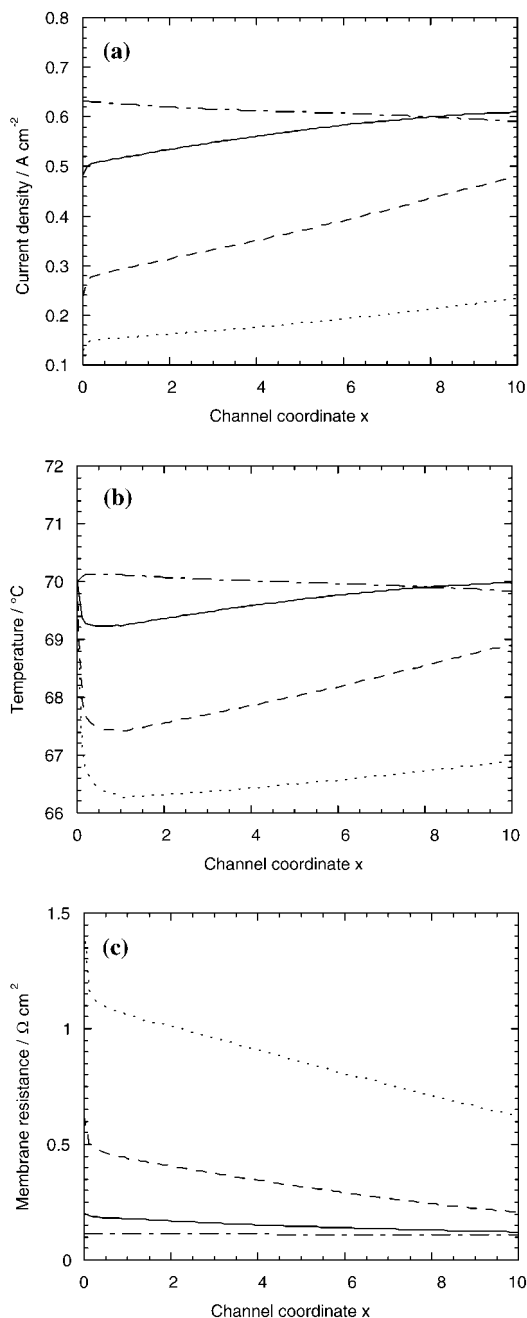 (a)
0.8
0.7
0.6
0.5
0.4
0.3
0.2
0.1
Current density / A cm⁻²
0 2 4 6 8 10
Channel coordinate x
(b)
72
71
70
69
68
67
66
Temperature / °C
0 2 4 6 8 10
Channel coordinate x
(c)
1.5
1
0.5
0
Membrane resistance / Ω cm²
0 2 4 6 8 10
Channel coordinate x